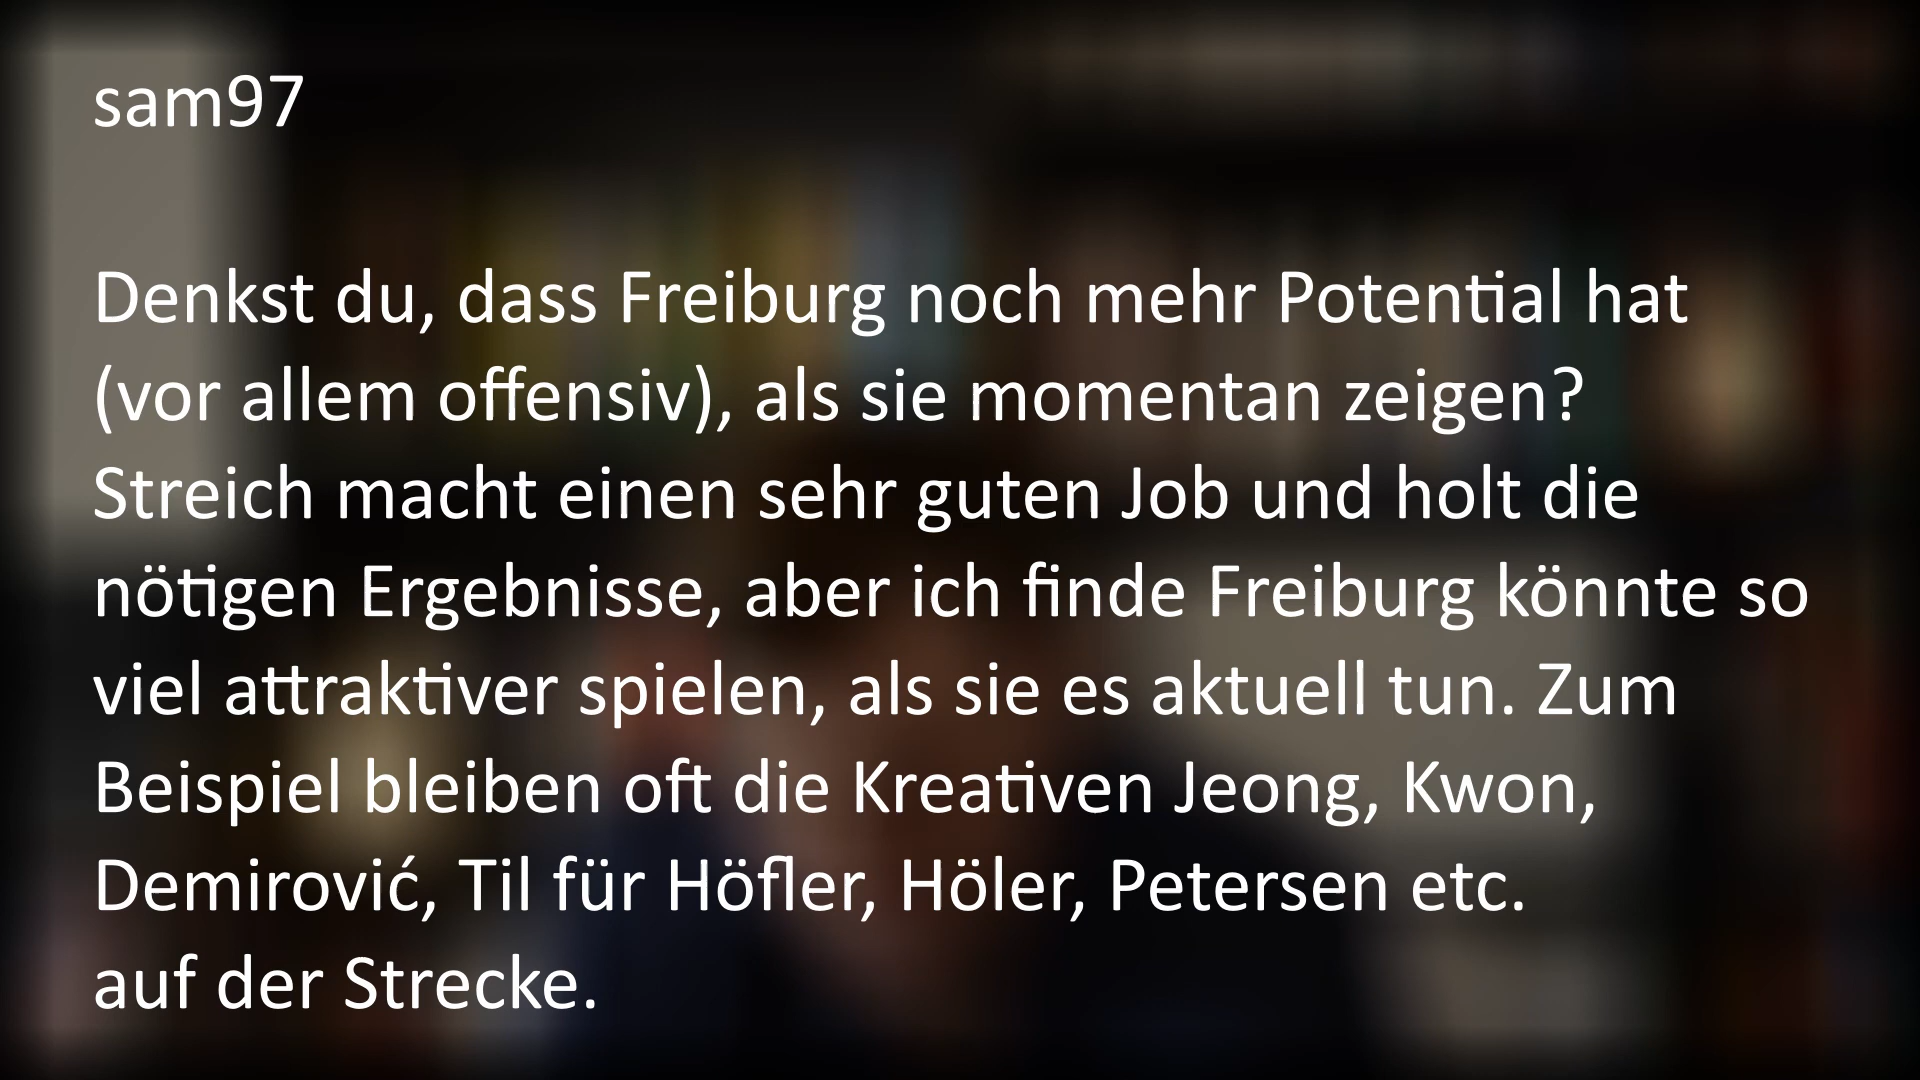 sam97
Denkst du, dass Freiburg noch mehr Potential hat
(vor allem offensiv), als sie momentan zeigen?
Streich macht einen sehr guten Job und holt die
nötigen Ergebnisse, aber ich finde Freiburg könnte so
viel attraktiver spielen, als sie es aktuell tun. Zum
Beispiel bleiben oft die Kreativen Jeong, Kwon,
Demirović, Til für Höfler, Höler, Petersen etc.
auf der Strecke.